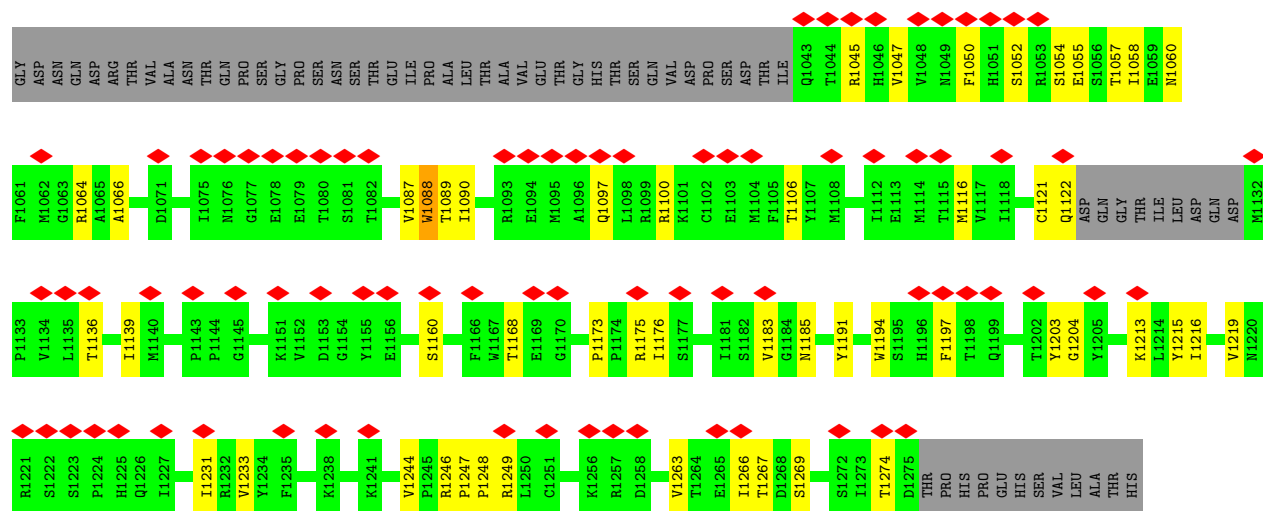 GLY ASP ASN GLN ASP ARG THR VAL ALA ASN THR GLN PRO SER GLY PRO SER ASN SER THR GLU ILE PRO ALA LEU THR ALA VAL GLU THR GLY HIS THR SER GLN VAL ASP PRO SER ASP THR ILE Q1043 T1044 R1045 H1046 V1047 V1048 N1049 F1050 H1051 S1052 R1053 S1054 E1055 S1056 T1057 I1058 E1059 N1060
F1061 M1062 G1063 R1064 A1065 A1066 D1071 I1075 N1076 G1077 E1078 E1079 T1080 S1081 T1082 V1087 W1088 T1089 I1090 R1093 E1094 M1095 A1096 Q1097 L1098 R1099 R1100 K1101 C1102 E1103 M1104 F1105 T1106 Y1107 M1108 I1112 E1113 M1114 T1115 M1116 V1117 I1118 C1121 Q1122 ASP GLN GLY THR ILE LEU ASP GLN ASP M1132
P1133 V1134 L1135 T1136 I1139 M1140 P1143 P1144 G1145 K1151 V1152 D1153 G1154 Y1155 E1156 S1160 F1166 W1167 T1168 E1169 G1170 P1173 P1174 R1175 I1176 S1177 I1181 S1182 V1183 G1184 N1185 Y1191 W1194 S1195 H1196 F1197 T1198 Q1199 T1202 Y1203 G1204 Y1205 K1213 L1214 Y1215 I1216 V1219 N1220
R1221 S1222 S1223 P1224 H1225 Q1226 I1227 I1231 R1232 V1233 Y1234 F1235 K1238 K1241 V1244 P1245 R1246 P1247 P1248 R1249 L1250 C1251 K1256 R1257 D1258 V1263 T1264 E1265 I1266 T1267 D1268 S1269 S1272 I1273 T1274 D1275 THR PRO HIS PRO GLU HIS SER VAL LEU ALA THR HIS